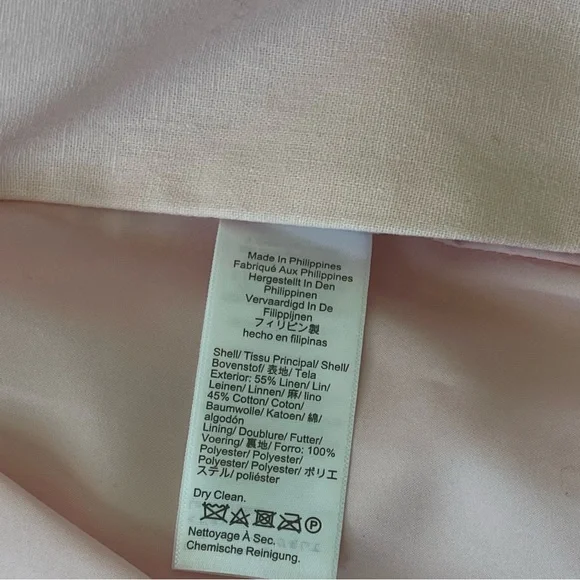 Made In Philippines
Fabriqué Aux Philippines
Hergestellt In Den
Philippinen
Vervaardigd In De
Filippijnen
フィリピン製
hecho en filipinas
Shell/ Tissu Principal/ Shell/
Bovenstof/ 表地/ Tela
Exterior: 55% Linen/ Lin/
Leinen/ Linnen/ 麻/ lino
45% Cotton/ Coton/
Baumwolle/ Katoen/ 綿/
algodón
Lining/ Doublure/ Futter/
Voering/ 裏地/ Forro: 100%
Polyester/ Polyester/
Polyester/ Polyester/ ポリエ
ステル/ poliéster
Dry Clean.
P
Nettoyage À Sec.
Chemische Reinigung.